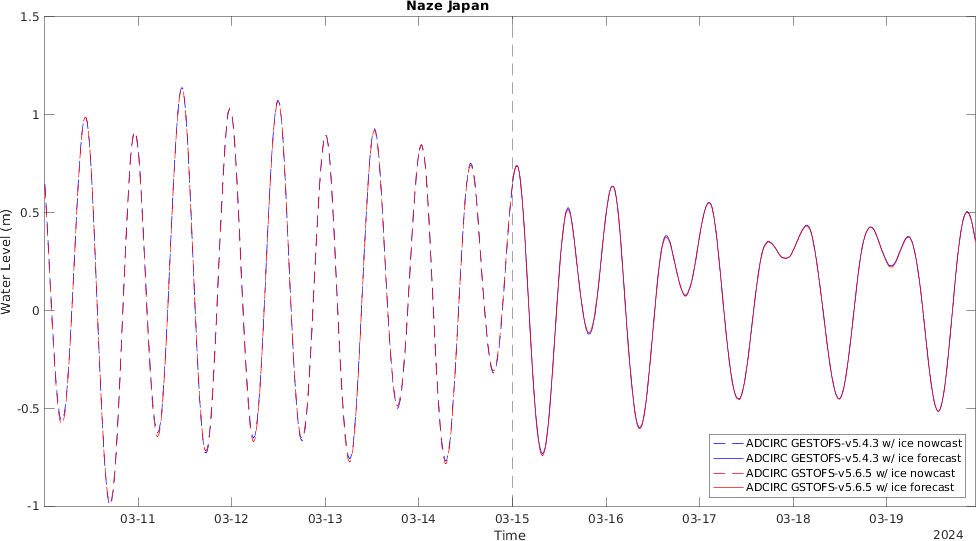 Naze Japan
1.5
1
0.5
0
-0.5
-1
Water Level (m)
03-11 03-12 03-13 03-14 03-15 03-16 03-17 03-18 03-19
Time
2024
ADCIRC GESTOFS-v5.4.3 w/ ice nowcast
ADCIRC GESTOFS-v5.4.3 w/ ice forecast
ADCIRC GSTOFS-v5.6.5 w/ ice nowcast
ADCIRC GSTOFS-v5.6.5 w/ ice forecast